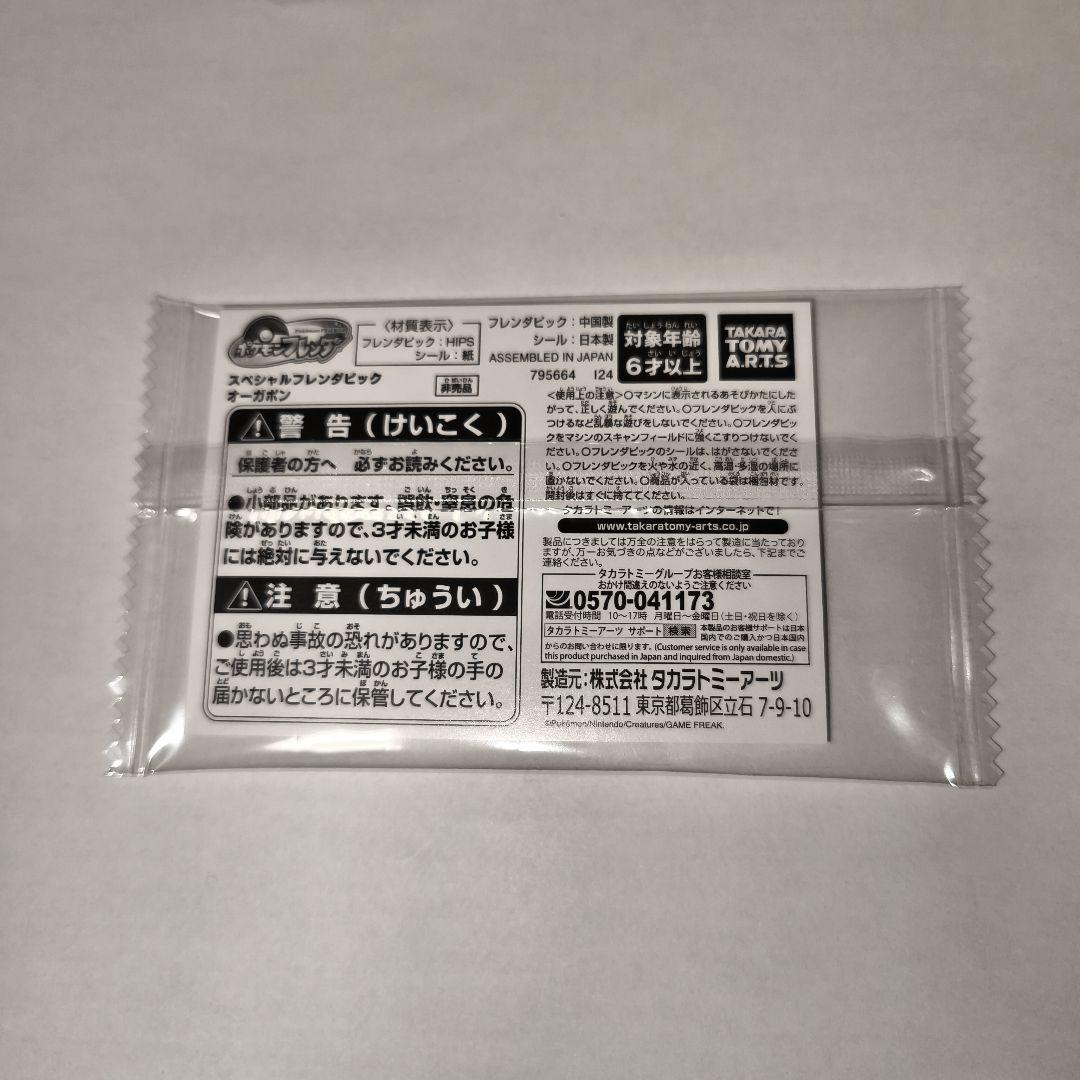 ポケモンフレンダ
〈材質表示〉
フレンダピック：HIPS
シール：紙
フレンダピック：中国製
シール：日本製
ASSEMBLED IN JAPAN
795664 I24
対象年齢
6才以上
TAKARA
TOMY
A.R.T.S
スペシャルフレンダピック
オーガポン
非売品
警告（けいこく）
保護者の方へ 必ずお読みください。
●小部品があります。誤飲・窒息の危
険がありますので、3才未満のお子様
には絶対に与えないでください。
注意（ちゅうい）
●思わぬ事故の恐れがありますので、
ご使用後は3才未満のお子様の手の
届かないところに保管してください。
＜使用上の注意＞○マシンに表示されるあそびかたにした
がって、正しく遊んでください。○フレンダピックを人にぶ
つけるなど乱暴な遊びをしないでください。○フレンダピッ
クをマシンのスキャンフィールドに強くこすりつけないでく
ださい。○フレンダピックのシールは、はがさないでくださ
い。○フレンダピックを火や水の近く、高温・多湿の場所に
置かないでください。○商品が入っている袋は梱包材です。
開封後はすぐに捨ててください。
タカラトミーアーツの情報はインターネットで！
www.takaratomy-arts.co.jp
製品につきましては万全の注意をはらって製造に当たっており
ますが、万一お気づきの点などがございましたら、下記までご
連絡ください。
タカラトミーグループお客様相談室
おかけ間違えのないようご注意ください
0570-041173
電話受付時間 10〜17時 月曜日〜金曜日（土日・祝日を除く）
タカラトミーアーツ サポート 検索 本製品のお客様サポートは日本
国内でのご購入かつ日本国内
からのお問い合わせに限ります。(Customer service is only available in case
this product purchased in Japan and inquired from Japan domestic.)
製造元：株式会社 タカラトミーアーツ
〒124-8511 東京都葛飾区立石 7-9-10
©Pokémon/Nintendo/Creatures/GAME FREAK.